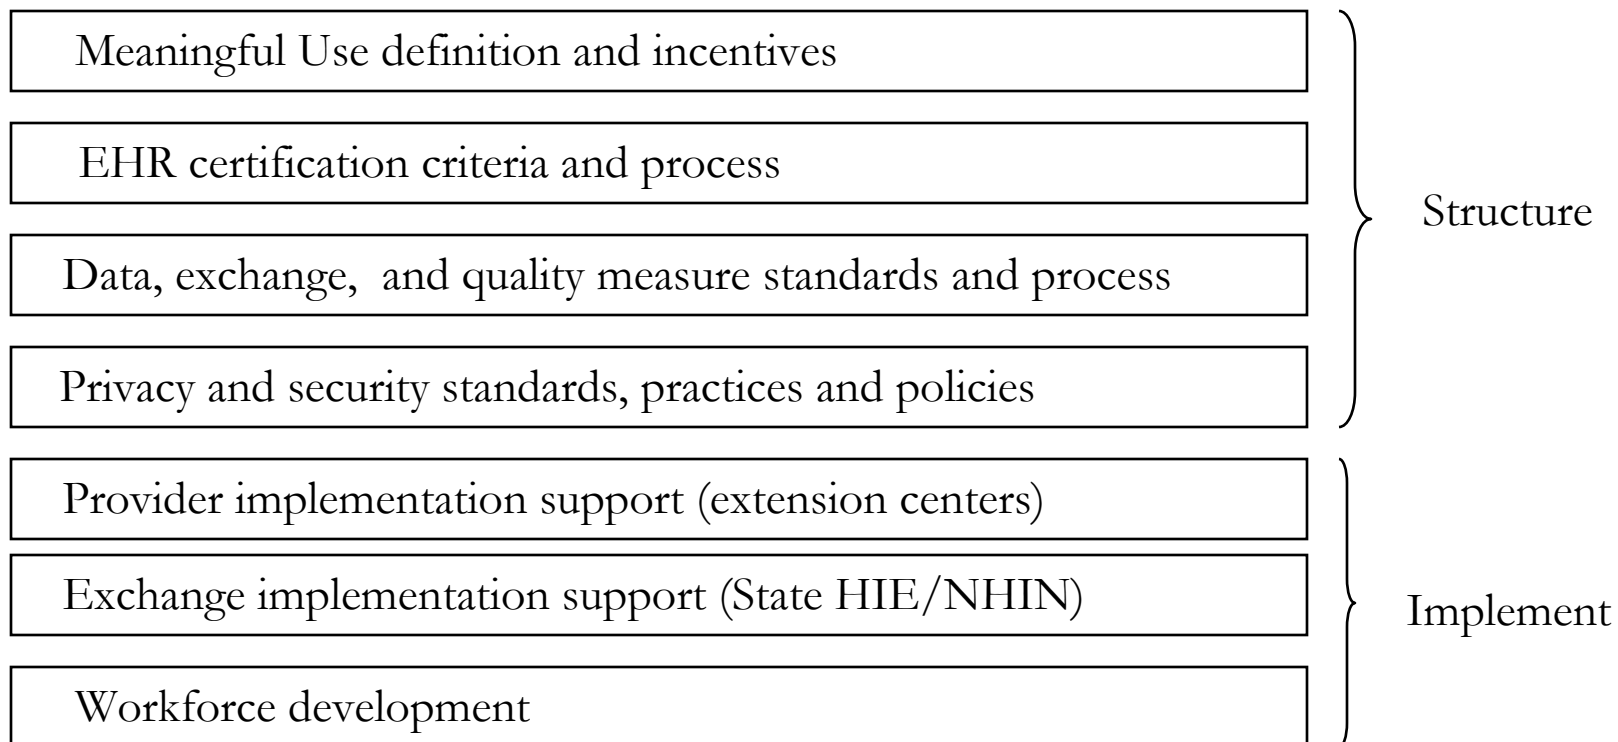 Meaningful Use definition and incentives
EHR certification criteria and process
Structure
Data, exchange,  and quality measure standards and process
Privacy and security standards, practices and policies
Provider implementation support (extension centers)
Exchange implementation support (State HIE/NHIN)
Implement
Workforce development